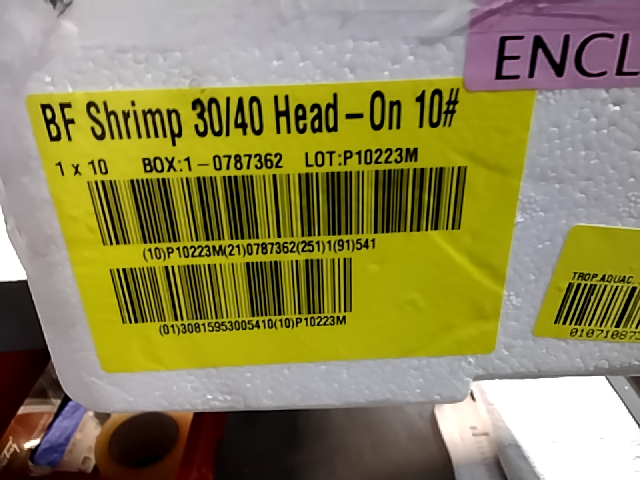 ENCL
BF Shrimp 30/40 Head-On 10#
1 x 10 BOX:1-0787362 LOT:P10223M
(10)P10223M(21)0787362(251)1(91)541
(01)30815953005410(10)P10223M
TROP.AQUAC
01071087